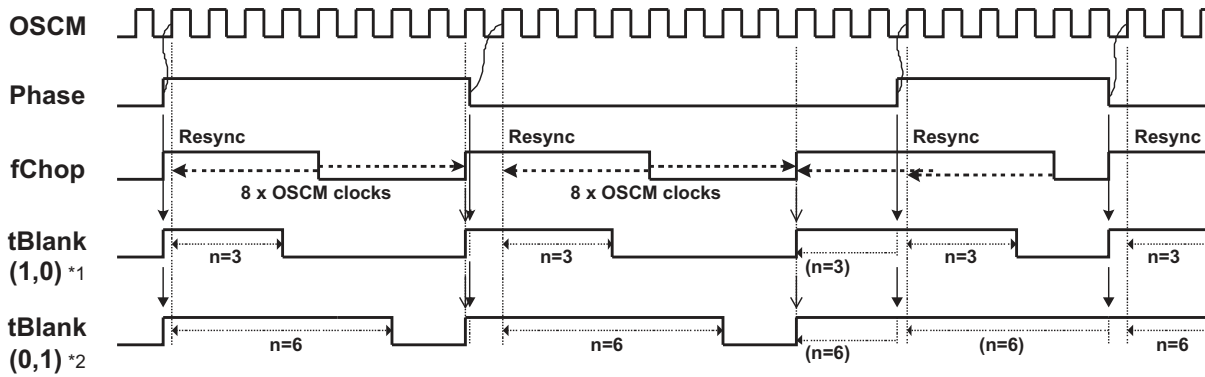 OSCM
Phase
Resync Resync Resync Resync
fChop
8 x OSCM clocks 8 x OSCM clocks
tBlank
(1,0) *1
n=3 n=3 (n=3) n=3 n=3
tBlank
(0,1) *2
n=6 n=6 (n=6) (n=6) n=6